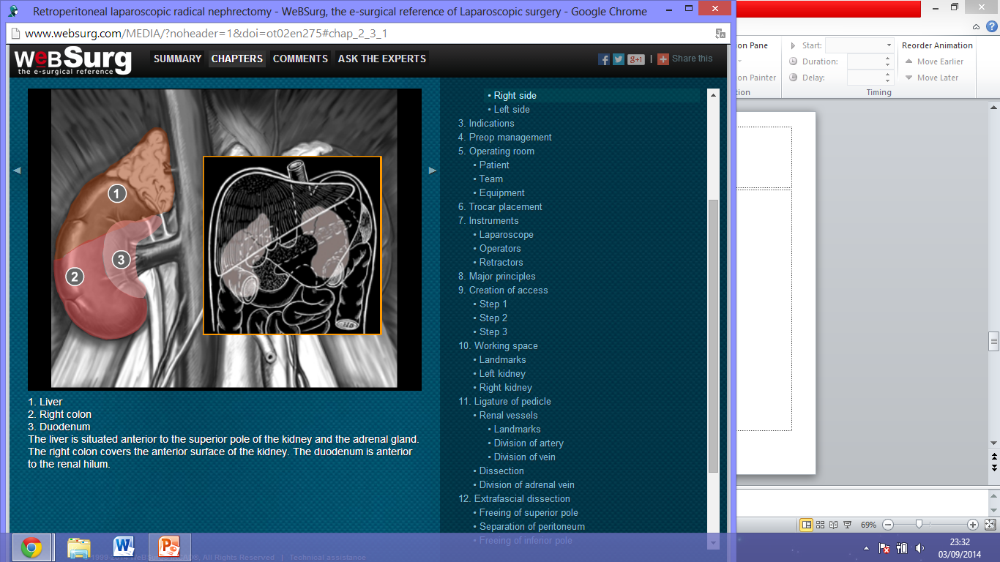 Retroperitoneal laparoscopic radical nephrectomy - WeBSurg, the e-surgical reference of Laparoscopic surgery - Google Chrome
www.websurg.com/MEDIA/?noheader=1&doi=ot02en275#chap_2_3_1
WeBSurg
the e-surgical reference
SUMMARY CHAPTERS COMMENTS ASK THE EXPERTS
f g+1 | + Share this
1
2
3
1. Liver
2. Right colon
3. Duodenum
The liver is situated anterior to the superior pole of the kidney and the adrenal gland.
The right colon covers the anterior surface of the kidney. The duodenum is anterior
to the renal hilum.
• Right side
• Left side
3. Indications
4. Preop management
5. Operating room
• Patient
• Team
• Equipment
6. Trocar placement
7. Instruments
• Laparoscope
• Operators
• Retractors
8. Major principles
9. Creation of access
• Step 1
• Step 2
• Step 3
10. Working space
• Landmarks
• Left kidney
• Right kidney
11. Ligature of pedicle
• Renal vessels
• Landmarks
• Division of artery
• Division of vein
• Dissection
• Division of adrenal vein
12. Extrafascial dissection
• Freeing of superior pole
• Separation of peritoneum
• Freeing of inferior pole
All Rights Reserved | Technical assistance
on Pane
on Painter
tion
Start:
Duration:
Delay:
Reorder Animation
Move Earlier
Move Later
Timing
69%
23:32
03/09/2014